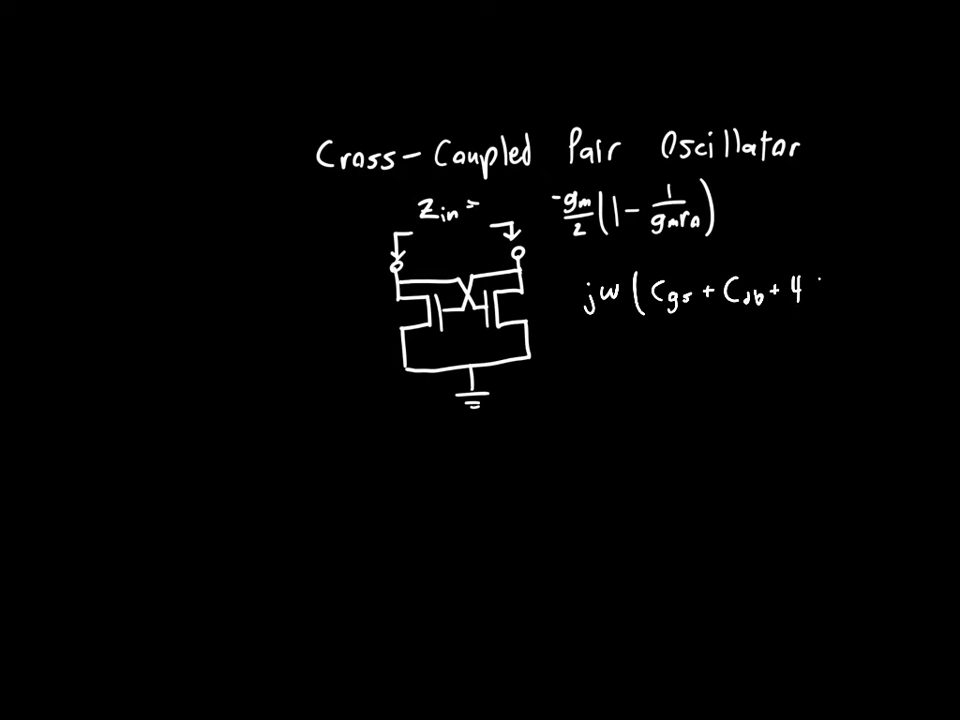 Cross-Coupled Pair Oscillator
Zin = -gm/2 (1 - 1/gmro)
jw (Cgs + Cdb + 4